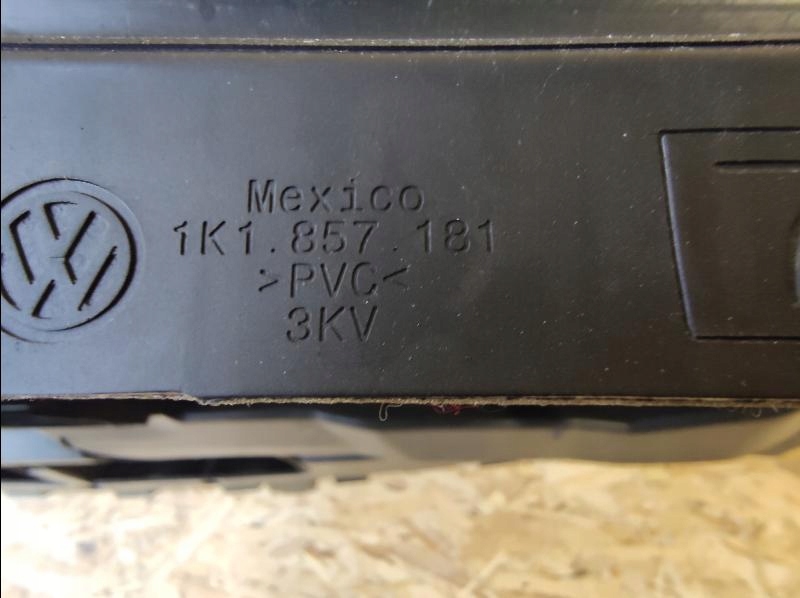 Mexico
1K1.857.181
>PVC<
3KV